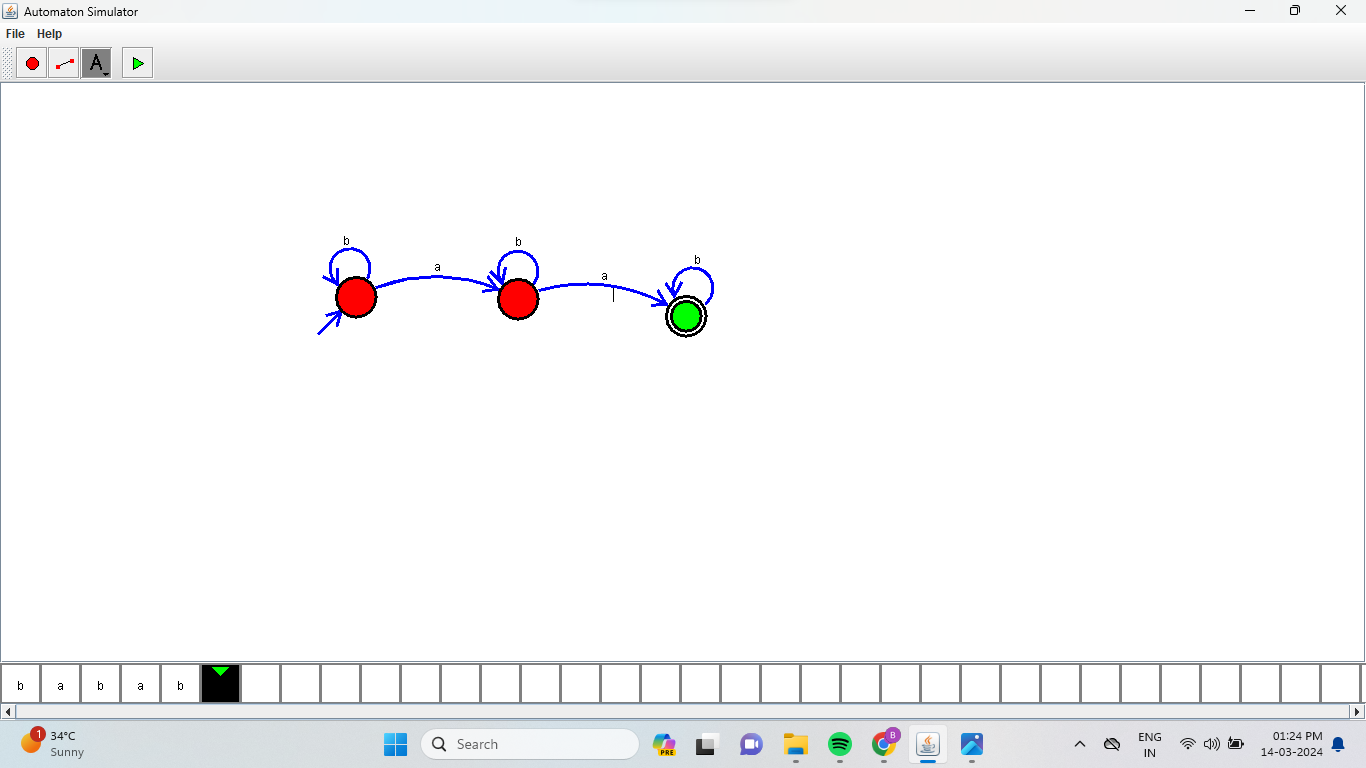 Automaton Simulator
File Help
A
b b b
a a
b a b a b
1 34°C
Sunny
Search
PRE
B
ENG
IN
01:24 PM
14-03-2024